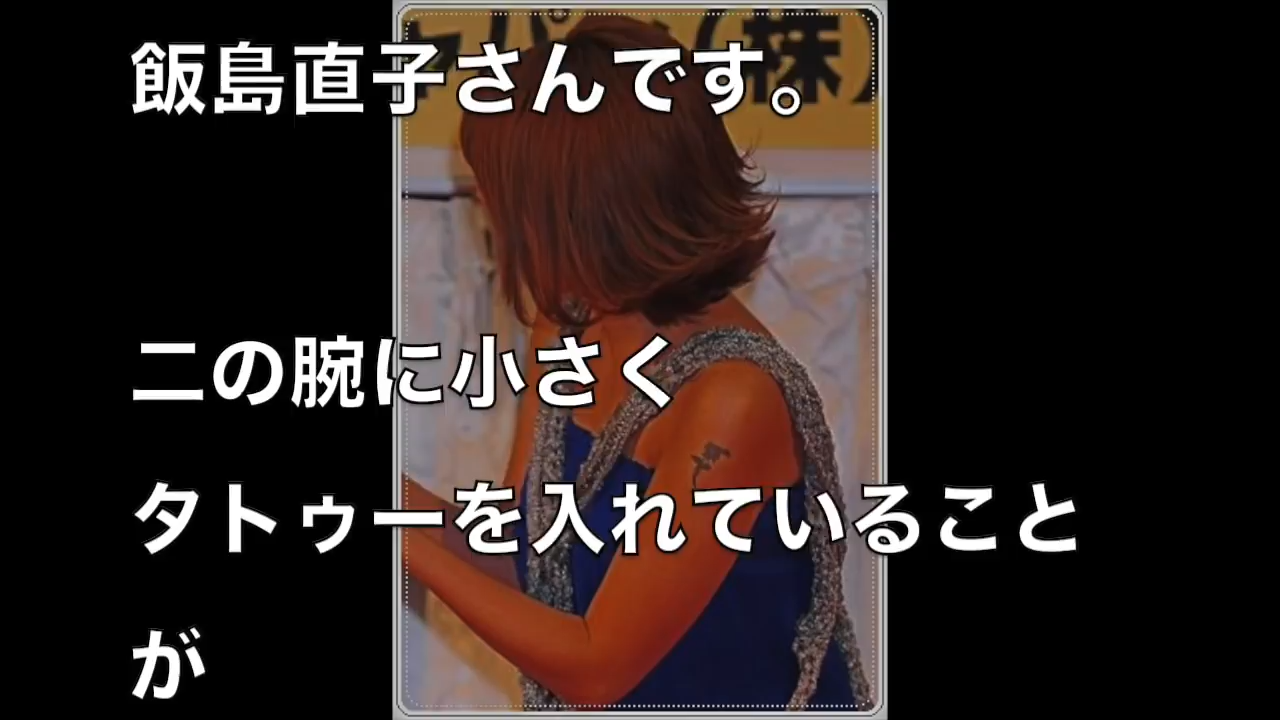 飯島直子さんです。
二の腕に小さく
タトゥーを入れていること
が